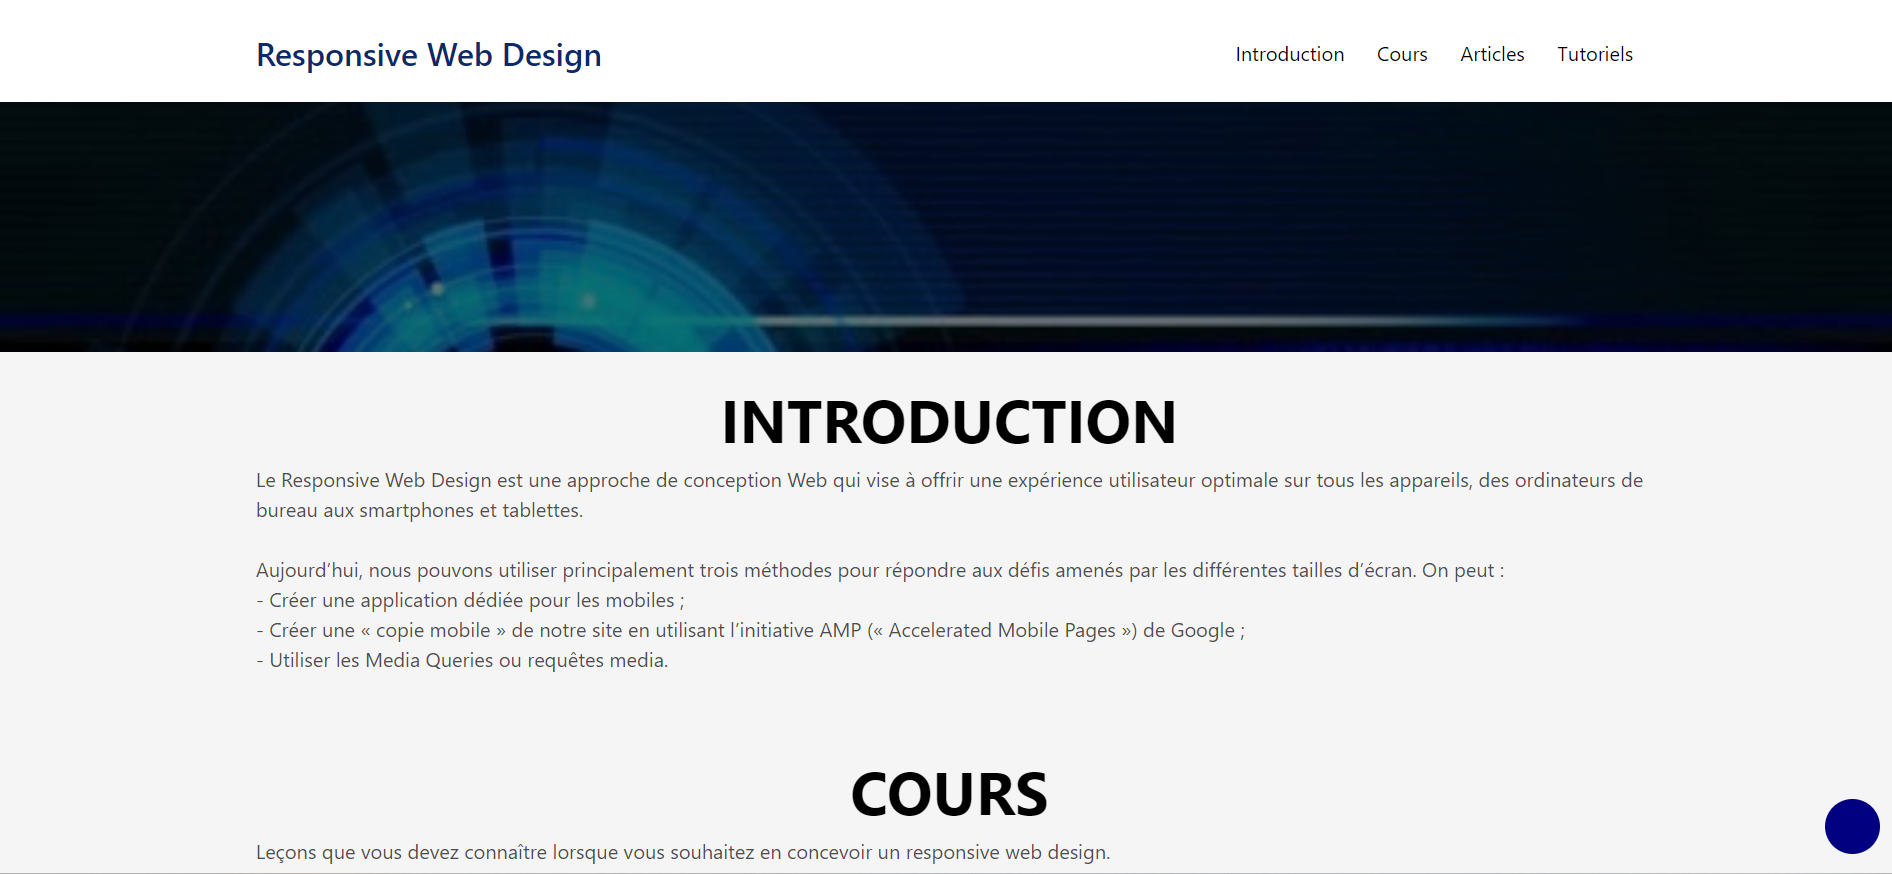 Responsive Web Design
Introduction Cours Articles Tutoriels
INTRODUCTION
Le Responsive Web Design est une approche de conception Web qui vise à offrir une expérience utilisateur optimale sur tous les appareils, des ordinateurs de
bureau aux smartphones et tablettes.
Aujourd’hui, nous pouvons utiliser principalement trois méthodes pour répondre aux défis amenés par les différentes tailles d’écran. On peut :
- Créer une application dédiée pour les mobiles ;
- Créer une « copie mobile » de notre site en utilisant l’initiative AMP (« Accelerated Mobile Pages ») de Google ;
- Utiliser les Media Queries ou requêtes media.
COURS
Leçons que vous devez connaître lorsque vous souhaitez en concevoir un responsive web design.